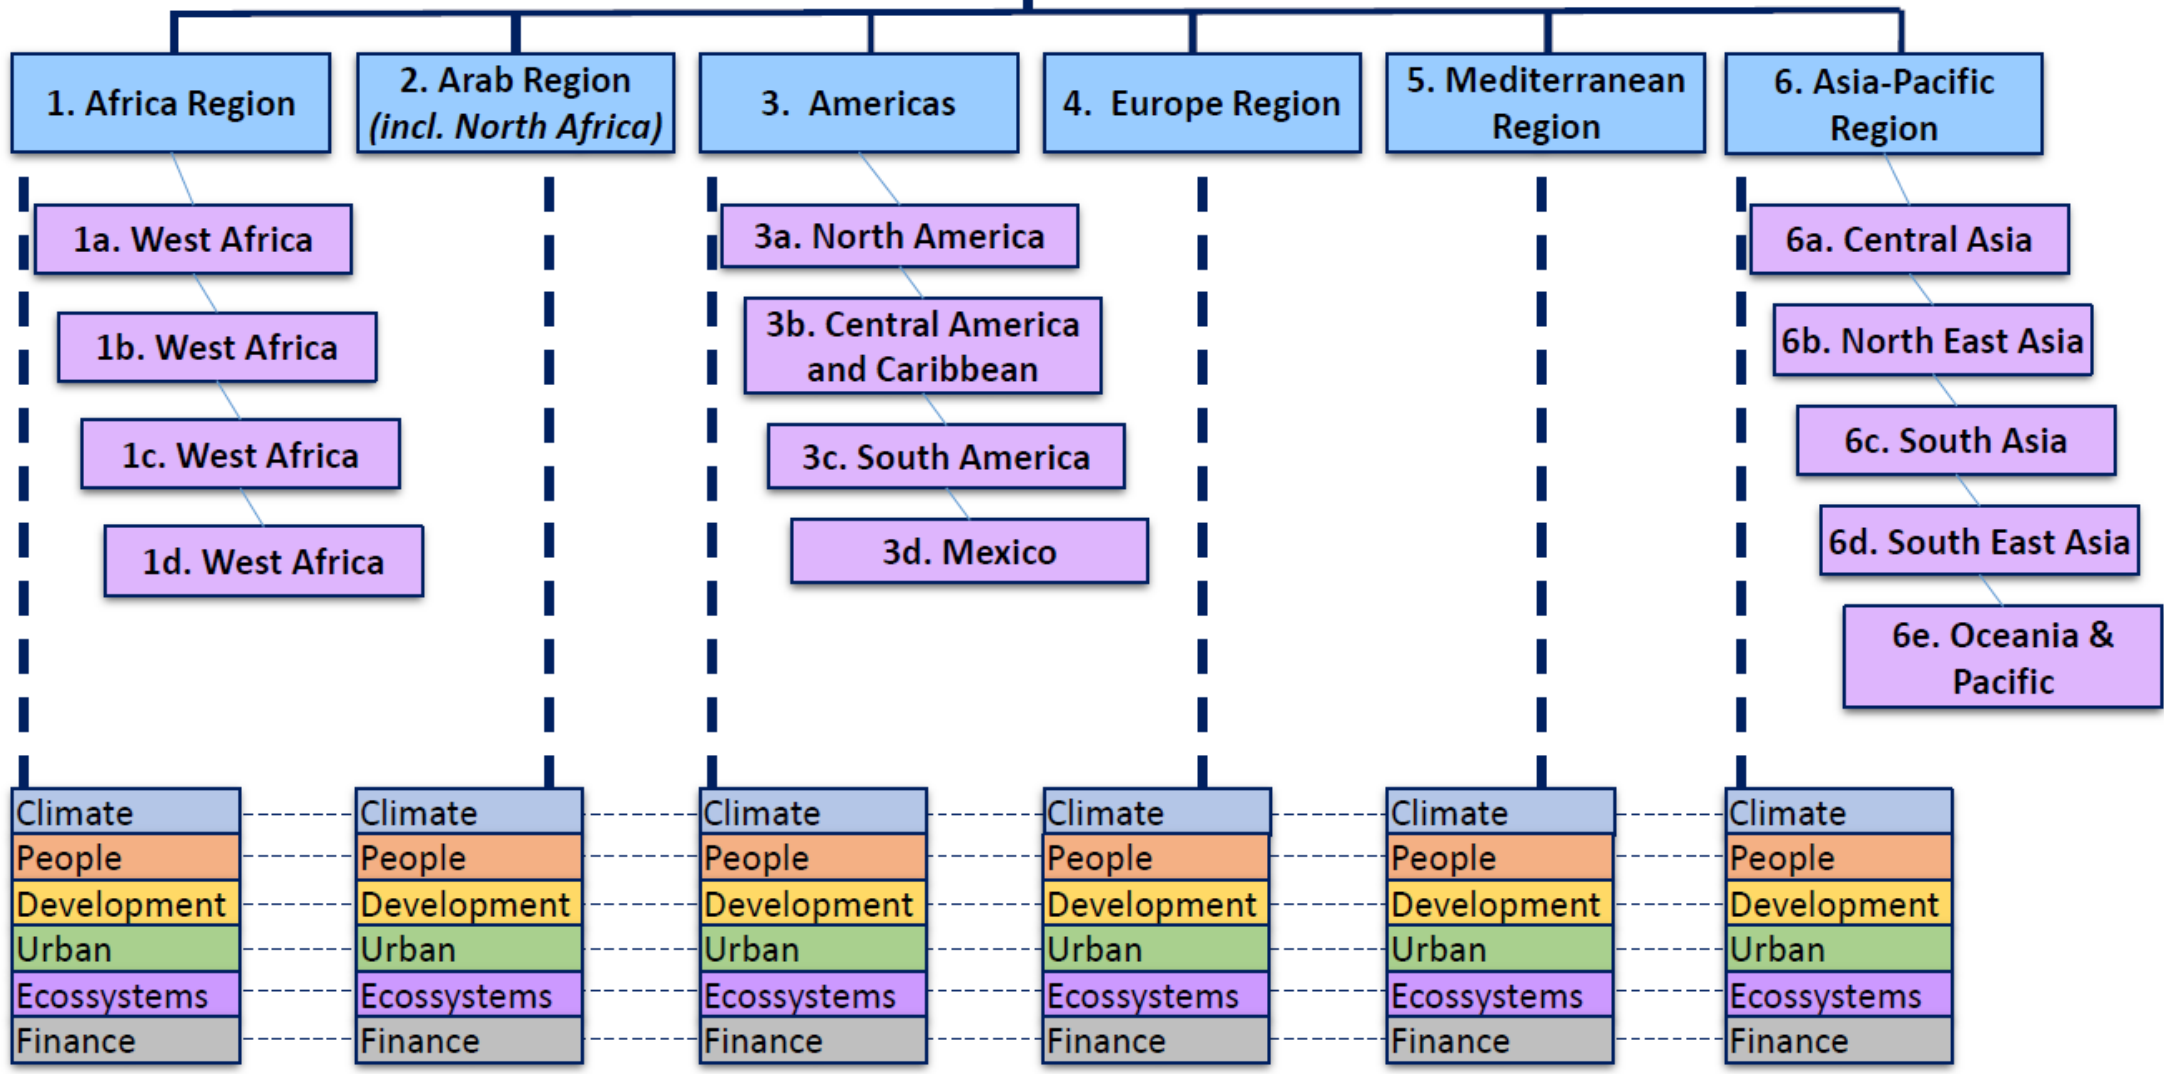 1. Africa Region
2. Arab Region
(incl. North Africa)
3. Americas
4. Europe Region
5. Mediterranean
Region
6. Asia-Pacific
Region
1a. West Africa
1b. West Africa
1c. West Africa
1d. West Africa
3a. North America
3b. Central America
and Caribbean
3c. South America
3d. Mexico
6a. Central Asia
6b. North East Asia
6c. South Asia
6d. South East Asia
6e. Oceania &
Pacific
Climate
People
Development
Urban
Ecossystems
Finance
Climate
People
Development
Urban
Ecossystems
Finance
Climate
People
Development
Urban
Ecossystems
Finance
Climate
People
Development
Urban
Ecossystems
Finance
Climate
People
Development
Urban
Ecossystems
Finance
Climate
People
Development
Urban
Ecossystems
Finance